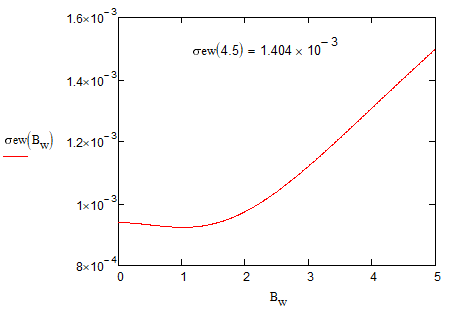 1.6×10⁻³
σew(4.5) = 1.404 × 10⁻³
1.4×10⁻³
1.2×10⁻³
σew(B_w)
1×10⁻³
8×10⁻⁴
0 1 2 3 4 5
B_w